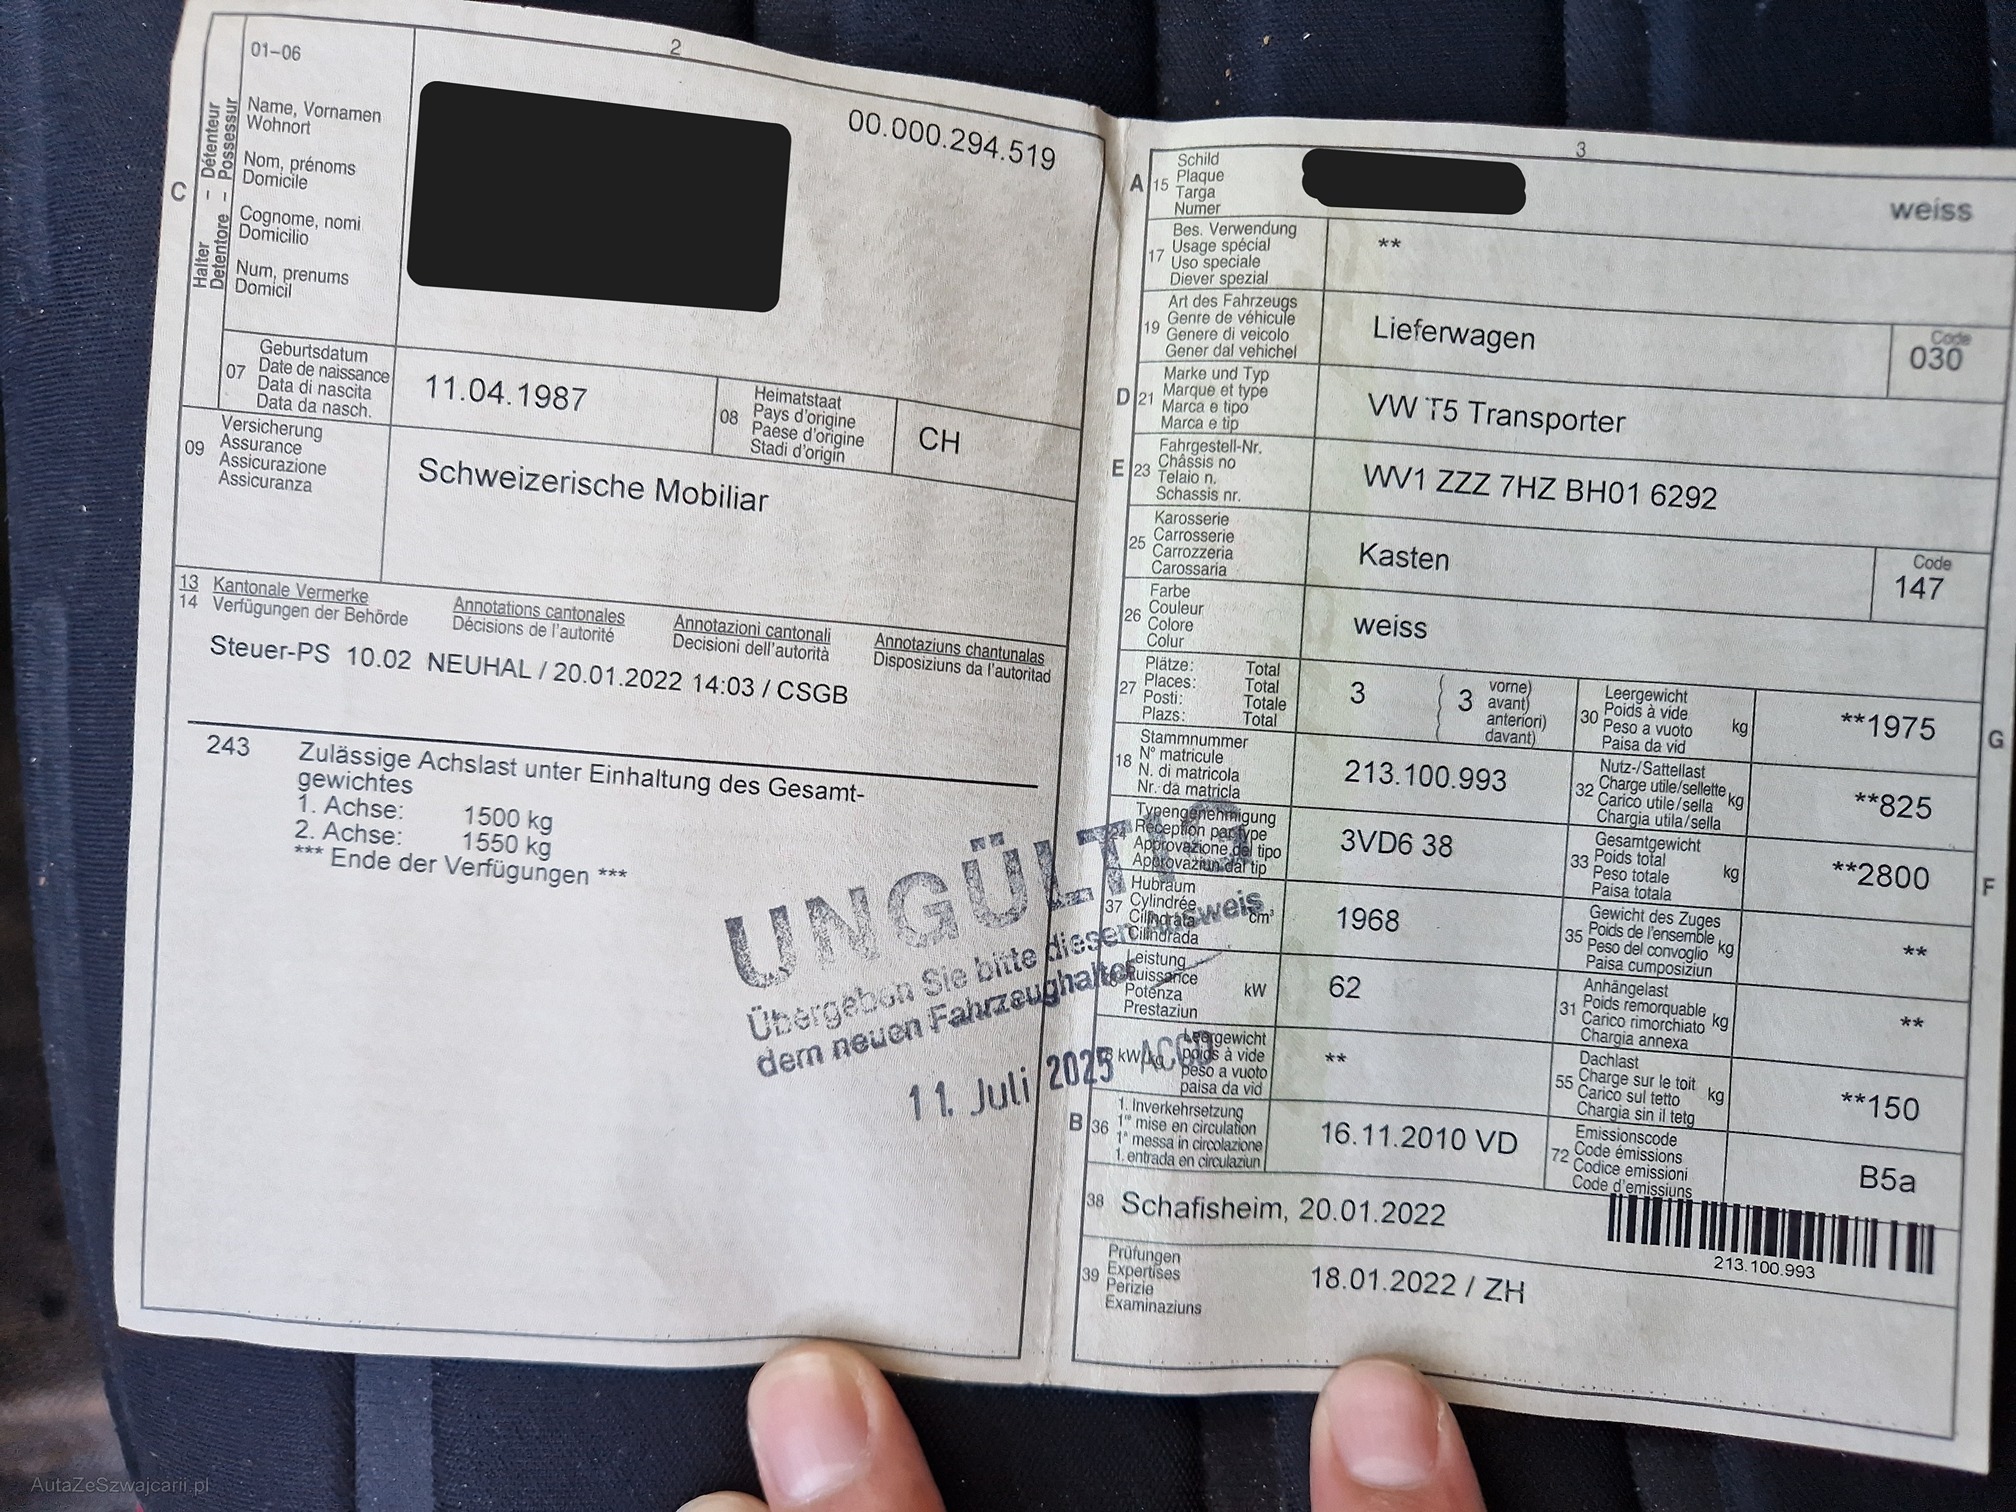 2
01-06
C
Halter – Détenteur
Detentore – Possessur
Name, Vornamen
Wohnort
Nom, prénoms
Domicile
Cognome, nomi
Domicilio
Num, prenums
Domicil
00.000.294.519
07
Geburtsdatum
Date de naissance
Data di nascita
Data da nasch.
11.04.1987
08
Heimatstaat
Pays d'origine
Paese d'origine
Stadi d'origin
CH
09
Versicherung
Assurance
Assicurazione
Assicuranza
Schweizerische Mobiliar
13 Kantonale Vermerke Annotations cantonales Annotazioni cantonali Annotaziuns chantunalas
14 Verfügungen der Behörde Décisions de l'autorité Decisioni dell'autorità Disposiziuns da l'autoritad
Steuer-PS 10.02 NEUHAL / 20.01.2022 14:03 / CSGB
243 Zulässige Achslast unter Einhaltung des Gesamt-
gewichtes
1. Achse: 1500 kg
2. Achse: 1550 kg
*** Ende der Verfügungen ***
UNGÜLTIG
Übergeben Sie bitte diesen Ausweis
dem neuen Fahrzeughalter
11. Juli 2025
3
A 15
Schild
Plaque
Targa
Numer
weiss
17
Bes. Verwendung
Usage spécial
Uso speciale
Diever spezial
**
19
Art des Fahrzeugs
Genre de véhicule
Genere di veicolo
Gener dal vehichel
Lieferwagen
Code
030
D 21
Marke und Typ
Marque et type
Marca e tipo
Marca e tip
VW T5 Transporter
E 23
Fahrgestell-Nr.
Châssis no
Telaio n.
Schassis nr.
WV1 ZZZ 7HZ BH01 6292
25
Karosserie
Carrosserie
Carrozzeria
Carossaria
Kasten
Code
147
26
Farbe
Couleur
Colore
Colur
weiss
27
Plätze: Total
Places: Total
Posti: Totale
Plazs: Total
3
3
vorne)
avant)
anteriori)
davant)
30
Leergewicht
Poids à vide
Peso a vuoto kg
Paisa da vid
**1975
G
18
Stammnummer
N° matricule
N. di matricola
Nr. da matricla
213.100.993
32
Nutz-/Sattellast
Charge utile/sellette kg
Carico utile/sella
Chargia utila/sella
**825
24
Typengenehmigung
Réception par type
Approvazione del tipo
Approvaziun dal tip
3VD6 38
33
Gesamtgewicht
Poids total
Peso totale kg
Paisa totala
**2800
F
37
Hubraum
Cylindrée
Cilindrata cm³
Cilindrada
1968
35
Gewicht des Zuges
Poids de l'ensemble kg
Peso del convoglio
Paisa cumposiziun
**
Leistung
Puissance
Potenza kW
Prestaziun
62
31
Anhängelast
Poids remorquable kg
Carico rimorchiato
Chargia annexa
**
kW/kg
Leergewicht
poids à vide
peso a vuoto
paisa da vid
**
55
Dachlast
Charge sur le toit kg
Carico sul tetto
Chargia sin il tetg
**150
B 36
1. Inverkehrsetzung
1re mise en circulation
1a messa in circolazione
1. entrada en circulaziun
16.11.2010 VD
72
Emissionscode
Code émissions
Codice emissioni
Code d'emissiuns
B5a
38 Schafisheim, 20.01.2022
213.100.993
39
Prüfungen
Expertises
Perizie
Examinaziuns
18.01.2022 / ZH
AutaZeSzwajcarii.pl